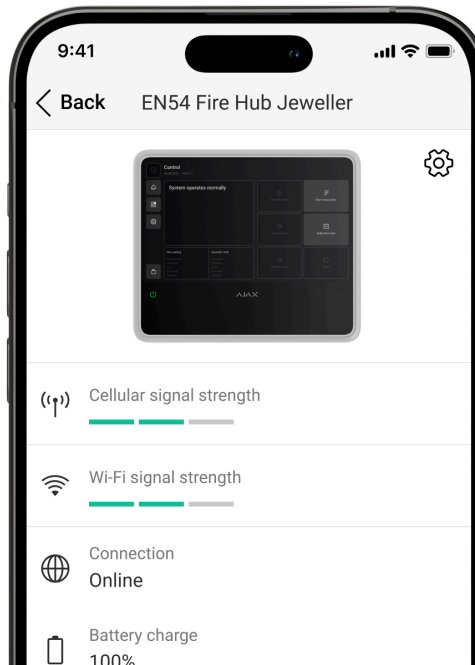 9:41
Back
EN54 Fire Hub Jeweller
Control
System operates normally
AJAX
Cellular signal strength
Wi-Fi signal strength
Connection
Online
Battery charge
100%